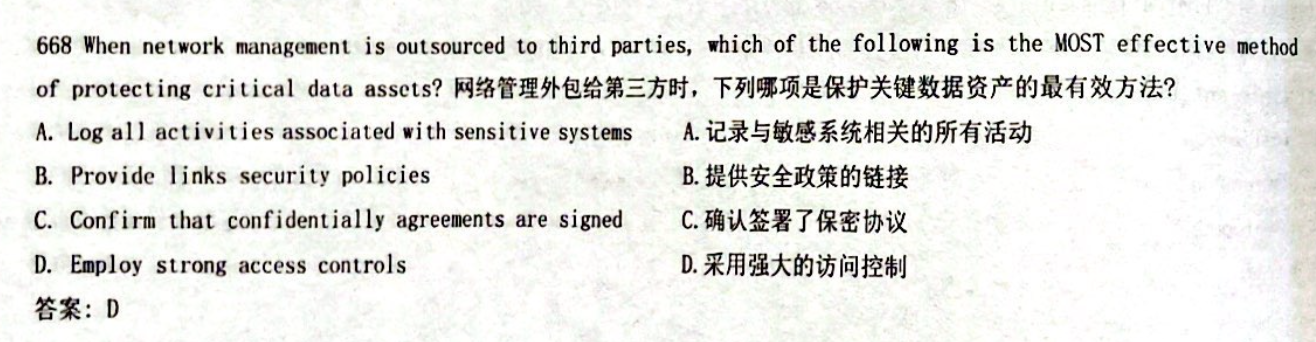 668 When network management is outsourced to third parties, which of the following is the MOST effective method
of protecting critical data assets? 网络管理外包给第三方时，下列哪项是保护关键数据资产的最有效方法?
A. Log all activities associated with sensitive systems A. 记录与敏感系统相关的所有活动
B. Provide links security policies B. 提供安全政策的链接
C. Confirm that confidentially agreements are signed C. 确认签署了保密协议
D. Employ strong access controls D. 采用强大的访问控制
答案: D